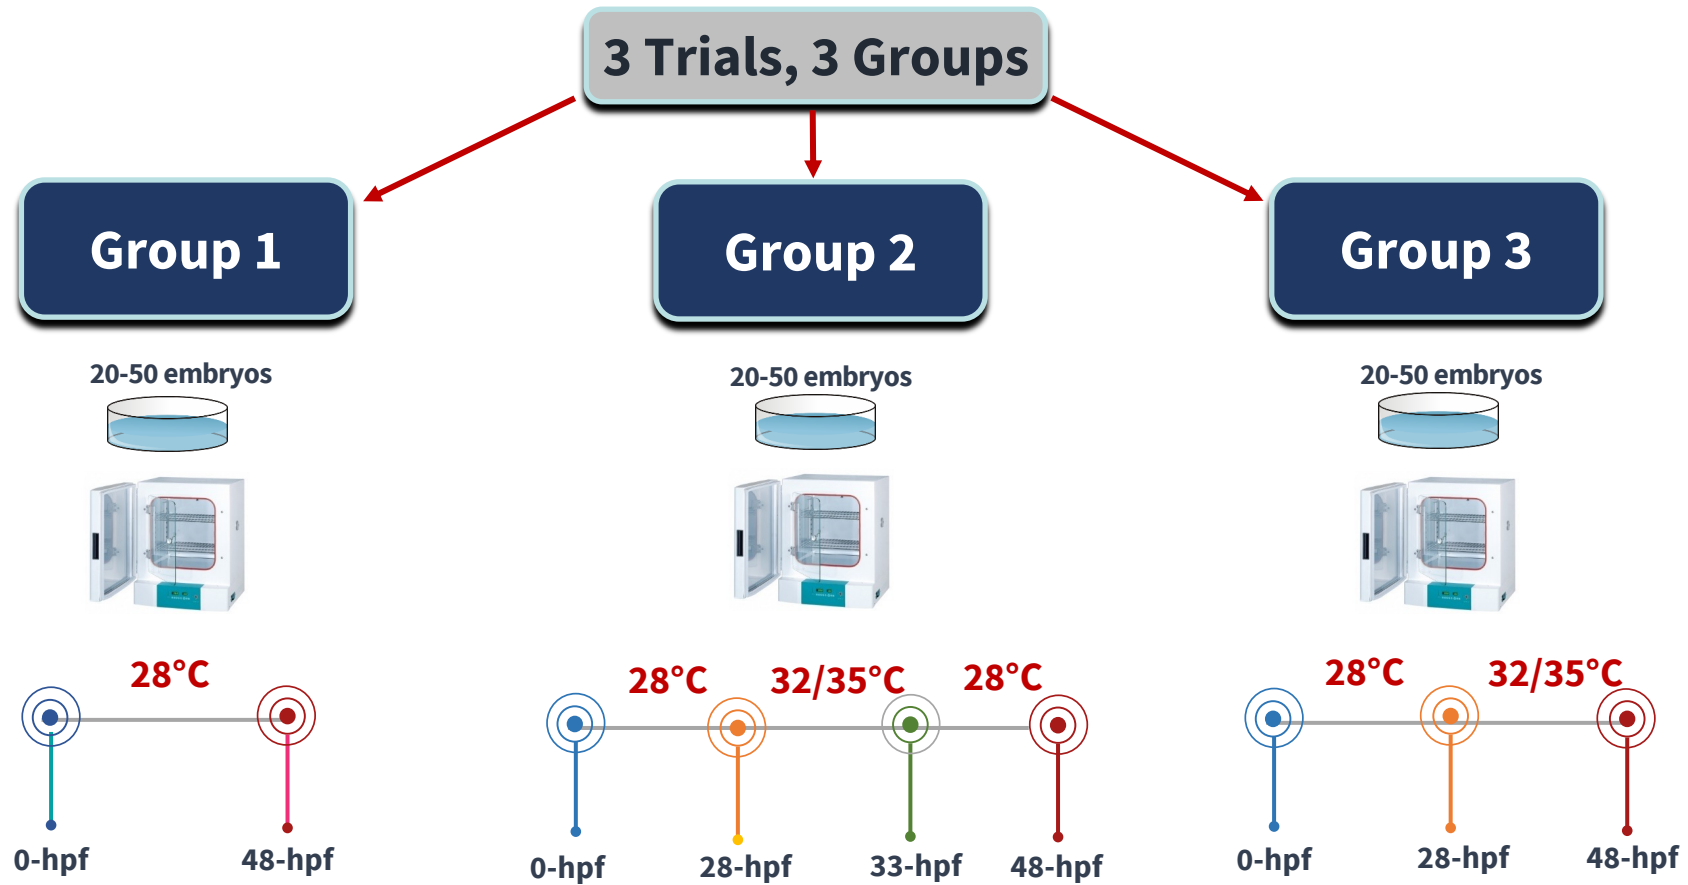 3 Trials, 3 Groups
Group 1
Group 2
Group 3
20-50 embryos
20-50 embryos
20-50 embryos
28°C
28°C
32/35°C
28°C
28°C
32/35°C
0-hpf
48-hpf
0-hpf
28-hpf
33-hpf
48-hpf
0-hpf
28-hpf
48-hpf